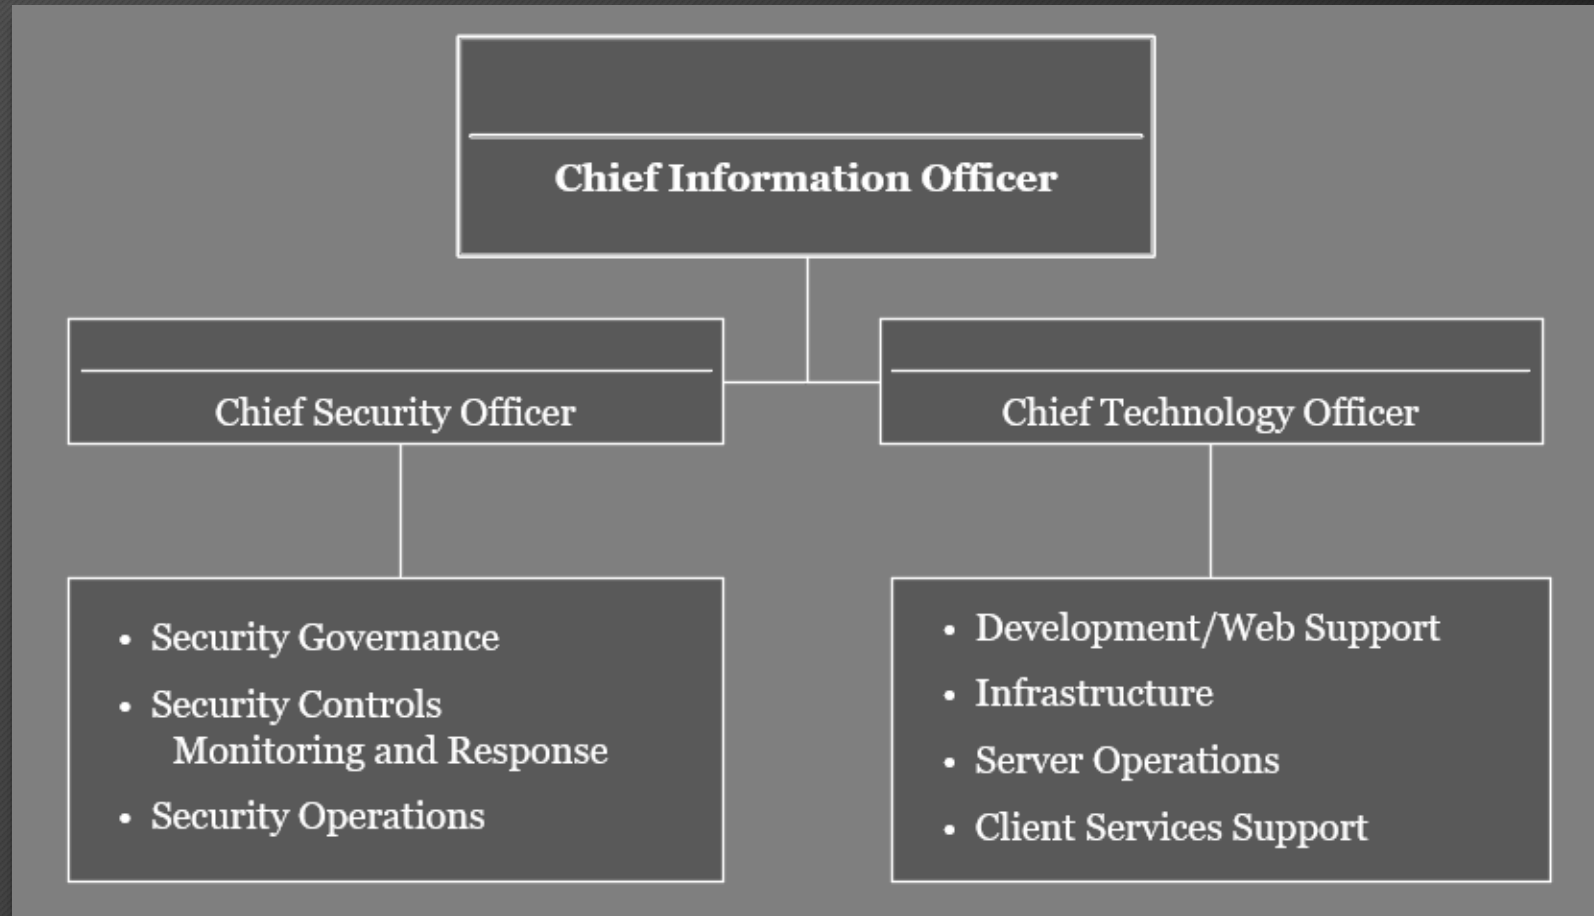 Chief Information Officer
Chief Security Officer
Chief Technology Officer
• Security Governance
• Security Controls
Monitoring and Response
• Security Operations
• Development/Web Support
• Infrastructure
• Server Operations
• Client Services Support